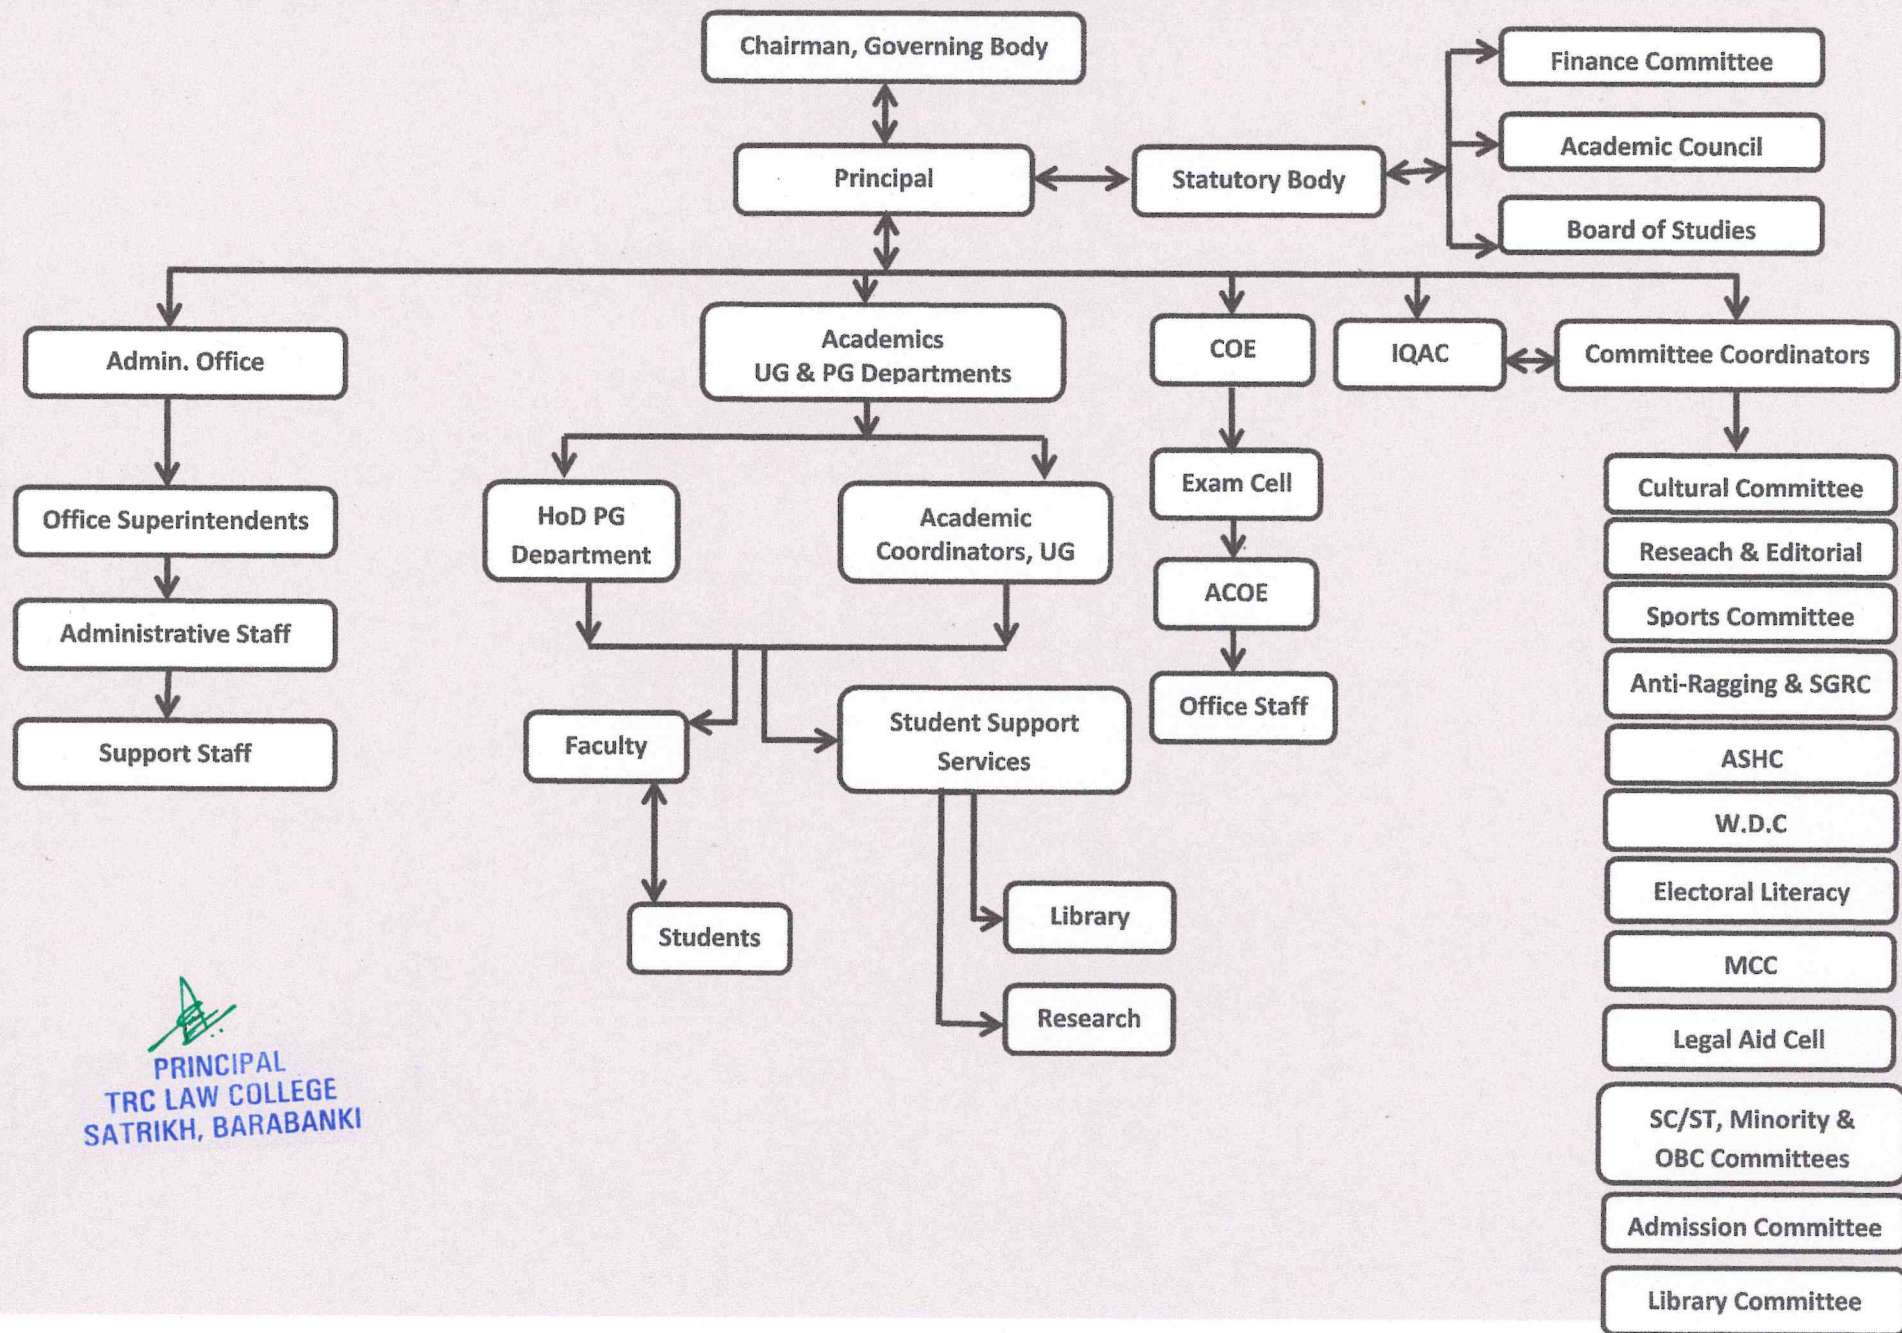 Chairman, Governing Body
Finance Committee
Academic Council
Principal
Statutory Body
Board of Studies
Admin. Office
Academics
UG & PG Departments
COE
IQAC
Committee Coordinators
Office Superintendents
Administrative Staff
Support Staff
HoD PG
Department
Academic
Coordinators, UG
Faculty
Student Support
Services
Students
Library
Research
Exam Cell
ACOE
Office Staff
Cultural Committee
Reseach & Editorial
Sports Committee
Anti-Ragging & SGRC
ASHC
W.D.C
Electoral Literacy
MCC
Legal Aid Cell
SC/ST, Minority &
OBC Committees
Admission Committee
Library Committee
PRINCIPAL
TRC LAW COLLEGE
SATRIKH, BARABANKI